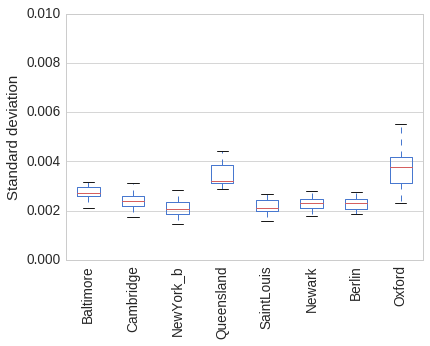 0.010
0.008
0.006
0.004
0.002
0.000
Standard deviation
Baltimore
Cambridge
NewYork_b
Queensland
SaintLouis
Newark
Berlin
Oxford